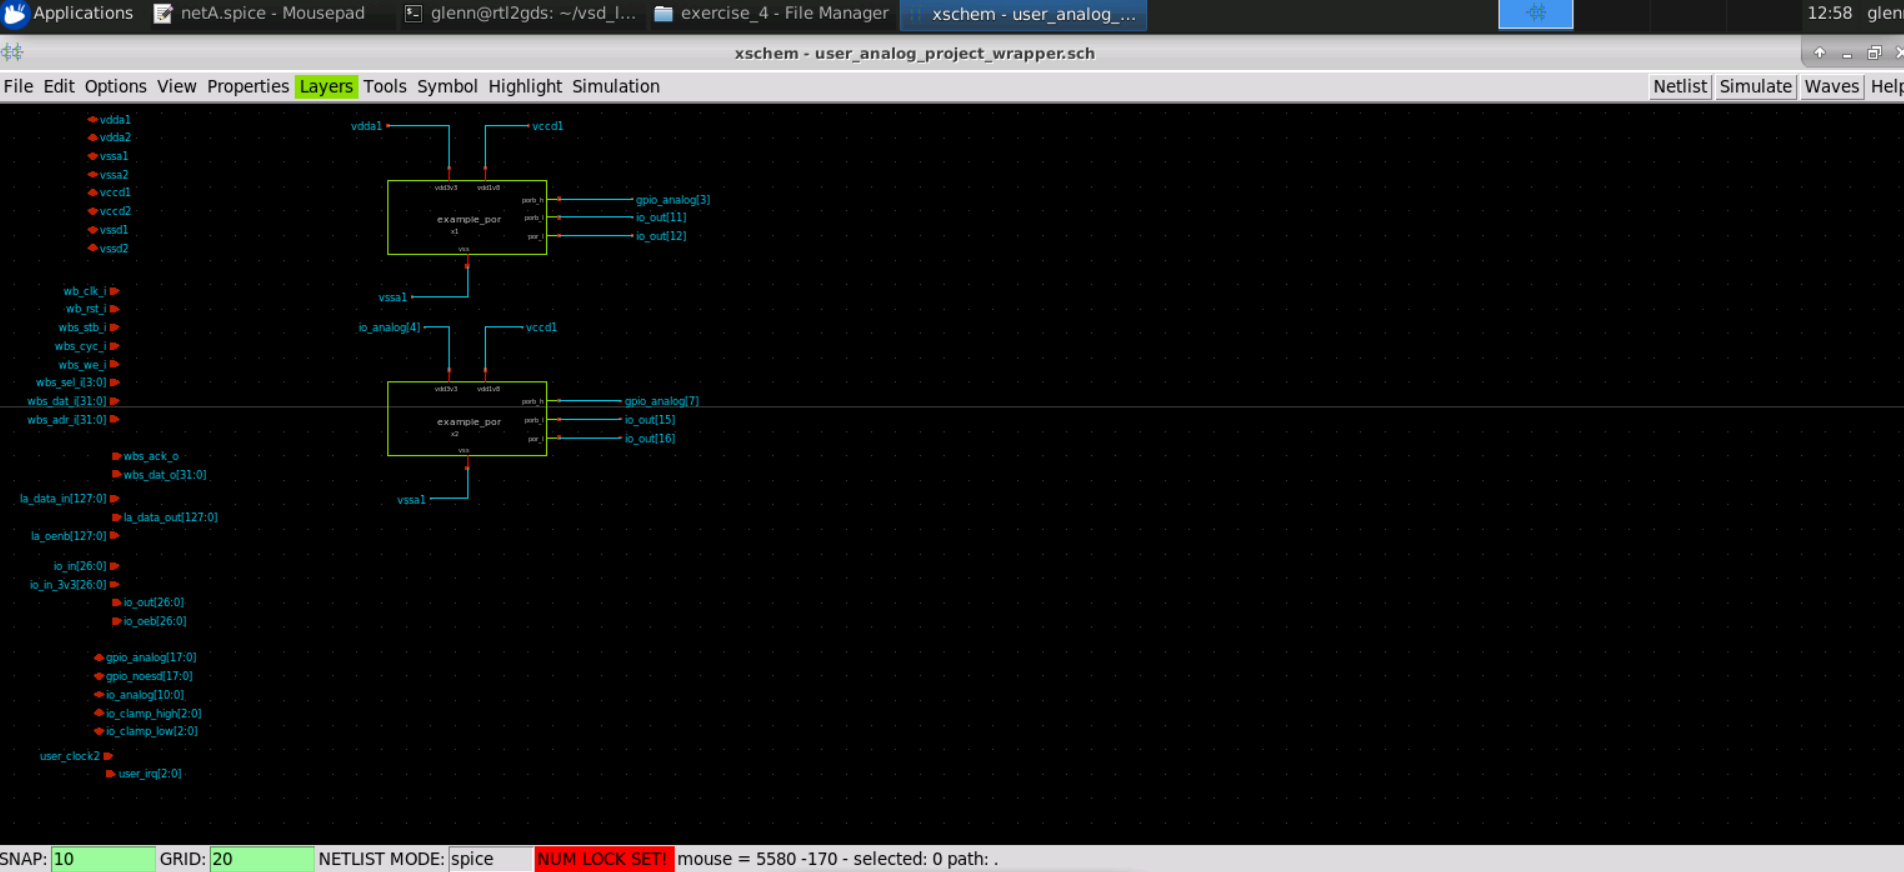 Applications netA.spice - Mousepad glenn@rtl2gds: ~/vsd_l... exercise_4 - File Manager xschem - user_analog_... 12:58 glen
xschem - user_analog_project_wrapper.sch
File Edit Options View Properties Layers Tools Symbol Highlight Simulation Netlist Simulate Waves Help
vdda1
vdda2
vssa1
vssa2
vccd1
vccd2
vssd1
vssd2
wb_clk_i
wb_rst_i
wbs_stb_i
wbs_cyc_i
wbs_we_i
wbs_sel_i[3:0]
wbs_dat_i[31:0]
wbs_adr_i[31:0]
wbs_ack_o
wbs_dat_o[31:0]
la_data_in[127:0]
la_data_out[127:0]
la_oenb[127:0]
io_in[26:0]
io_in_3v3[26:0]
io_out[26:0]
io_oeb[26:0]
gpio_analog[17:0]
gpio_noesd[17:0]
io_analog[10:0]
io_clamp_high[2:0]
io_clamp_low[2:0]
user_clock2
user_irq[2:0]
vdda1 vccd1
vdd3v3 vdd1v8
porb_h gpio_analog[3]
example_por porb_l io_out[11]
x1
por_l io_out[12]
vss
vssa1
io_analog[4] vccd1
vdd3v3 vdd1v8
porb_h gpio_analog[7]
example_por porb_l io_out[15]
x2
por_l io_out[16]
vss
vssa1
SNAP: 10 GRID: 20 NETLIST MODE: spice NUM LOCK SET! mouse = 5580 -170 - selected: 0 path: .